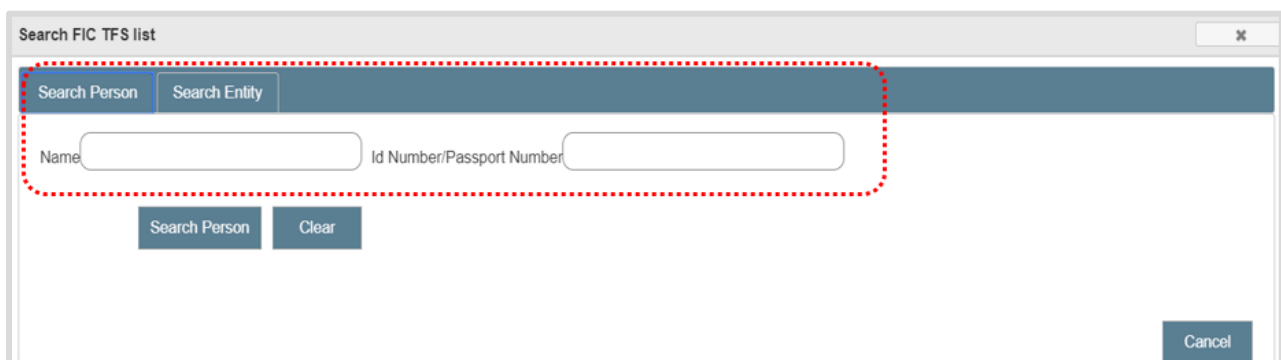 Search FIC TFS list
Search Person Search Entity
Name Id Number/Passport Number
Search Person Clear
Cancel